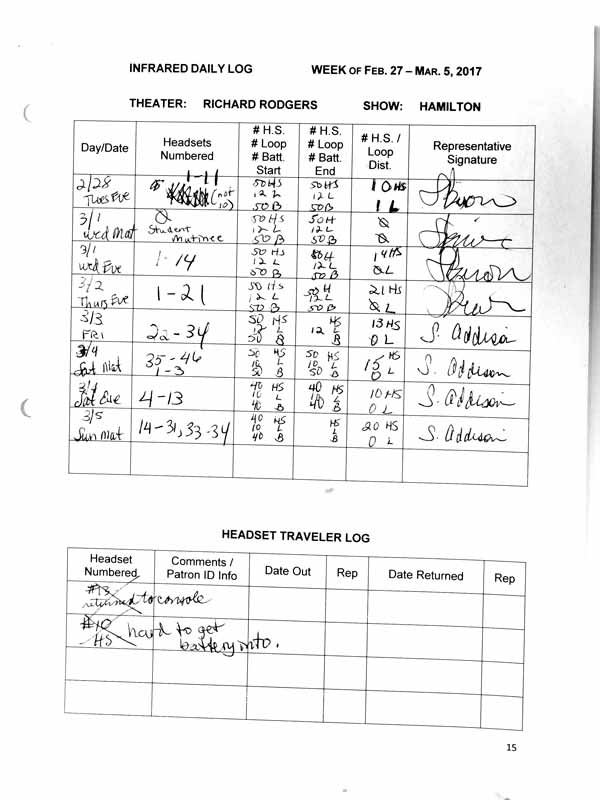 INFRARED DAILY LOG WEEK OF FEB. 27 – MAR. 5, 2017
THEATER: RICHARD RODGERS SHOW: HAMILTON
Day/Date Headsets Numbered # H.S. # Loop # Batt. Start # H.S. # Loop # Batt. End # H.S. / Loop Dist. Representative Signature
2/28 Tues Eve 1-11 (not 10) 50 HS 12 L 50 B 50 HS 12 L 50 B 10 HS 1 L
3/1 Wed Mat Ø Student Matinee 50 HS 12 L 50 B 50 H 12 L 50 B Ø Ø
3/1 Wed Eve 1-14 50 HS 12 L 50 B 50 H 12 L 50 B 14 HS Ø L
3/2 Thurs Eve 1-21 50 HS 12 L 50 B 50 H 12 L 50 B 21 HS Ø L
3/3 FRI 22-34 50 HS 12 L 50 B HS 12 L B 13 HS 0 L S. Addison
3/4 Sat Mat 35-46 1-3 50 HS 10 L 50 B 50 HS 10 L 50 B 15 HS 0 L S. Addison
3/4 Sat Eve 4-13 40 HS 10 L 40 B 40 HS 10 L 40 B 10 HS 0 L S. Addison
3/5 Sun Mat 14-31, 33-34 40 HS 10 L 40 B HS L B 20 HS 0 L S. Addison
HEADSET TRAVELER LOG
Headset Numbered Comments / Patron ID Info Date Out Rep Date Returned Rep
#13 returned to console
#10 HS hard to get battery into.
15